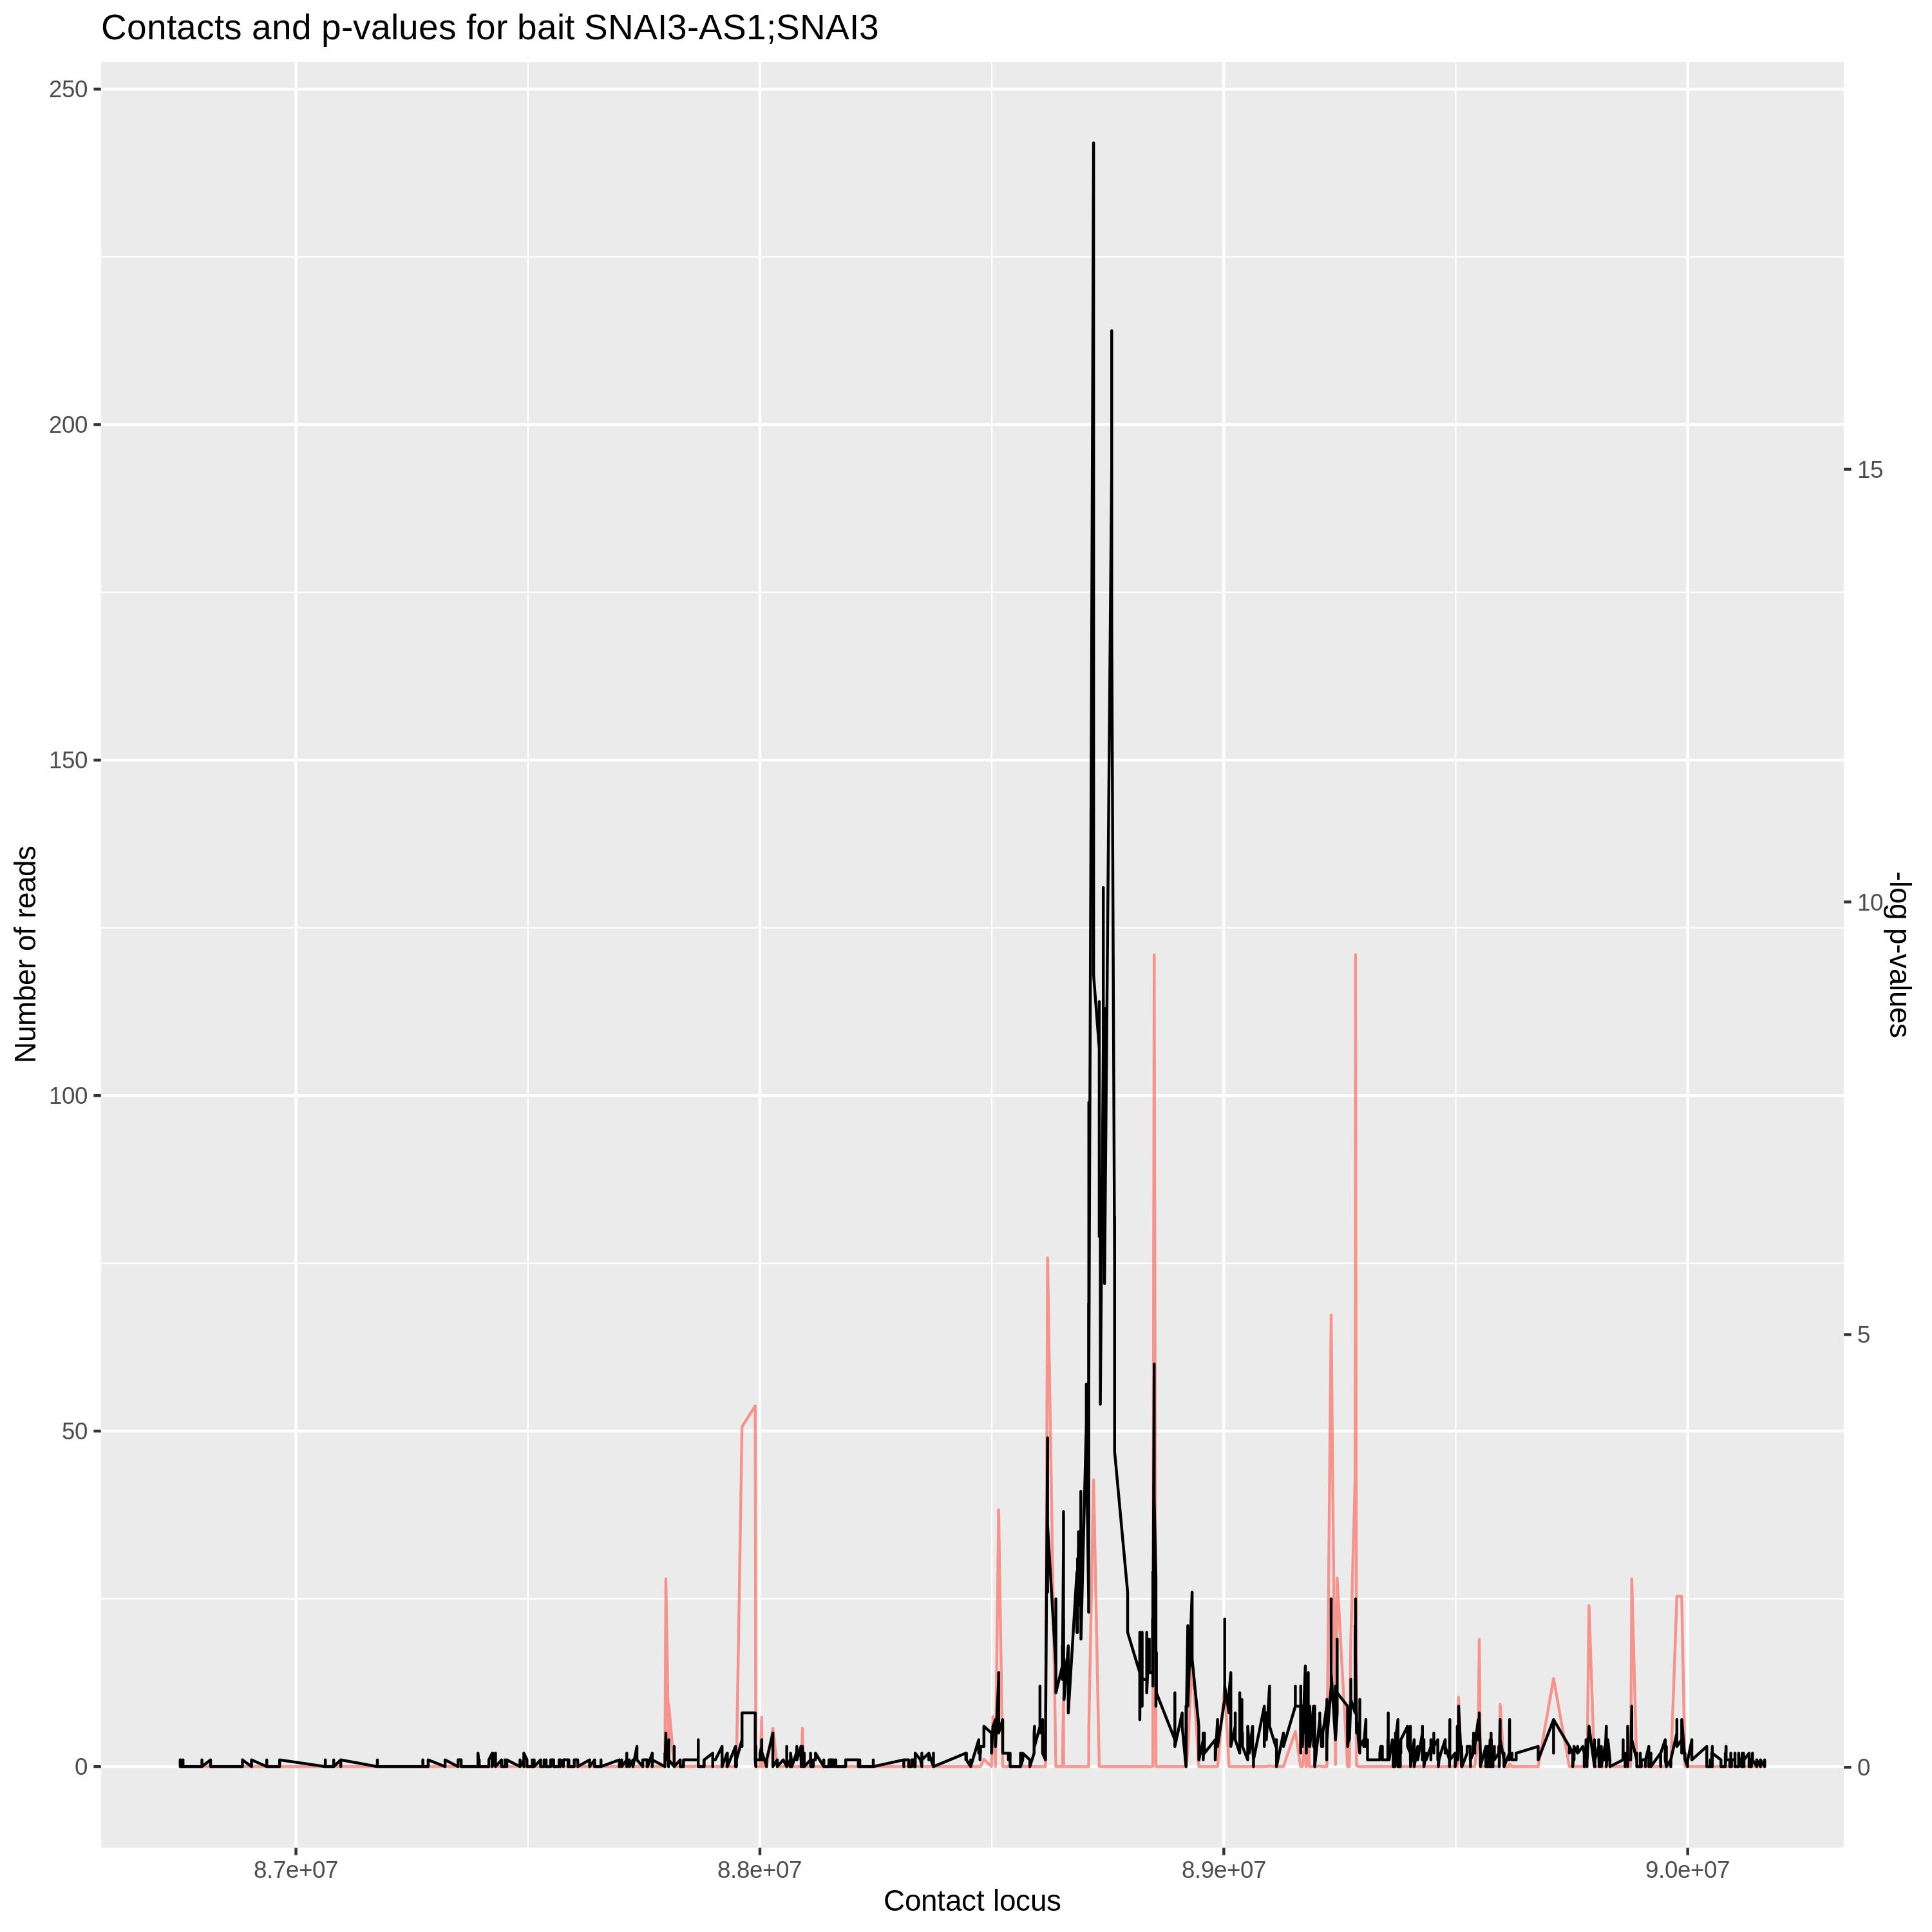 Contacts and p-values for bait SNAI3-AS1;SNAI3
250
200
150
100
50
0
Number of reads
15
10
5
0
-log p-values
8.7e+07
8.8e+07
8.9e+07
9.0e+07
Contact locus